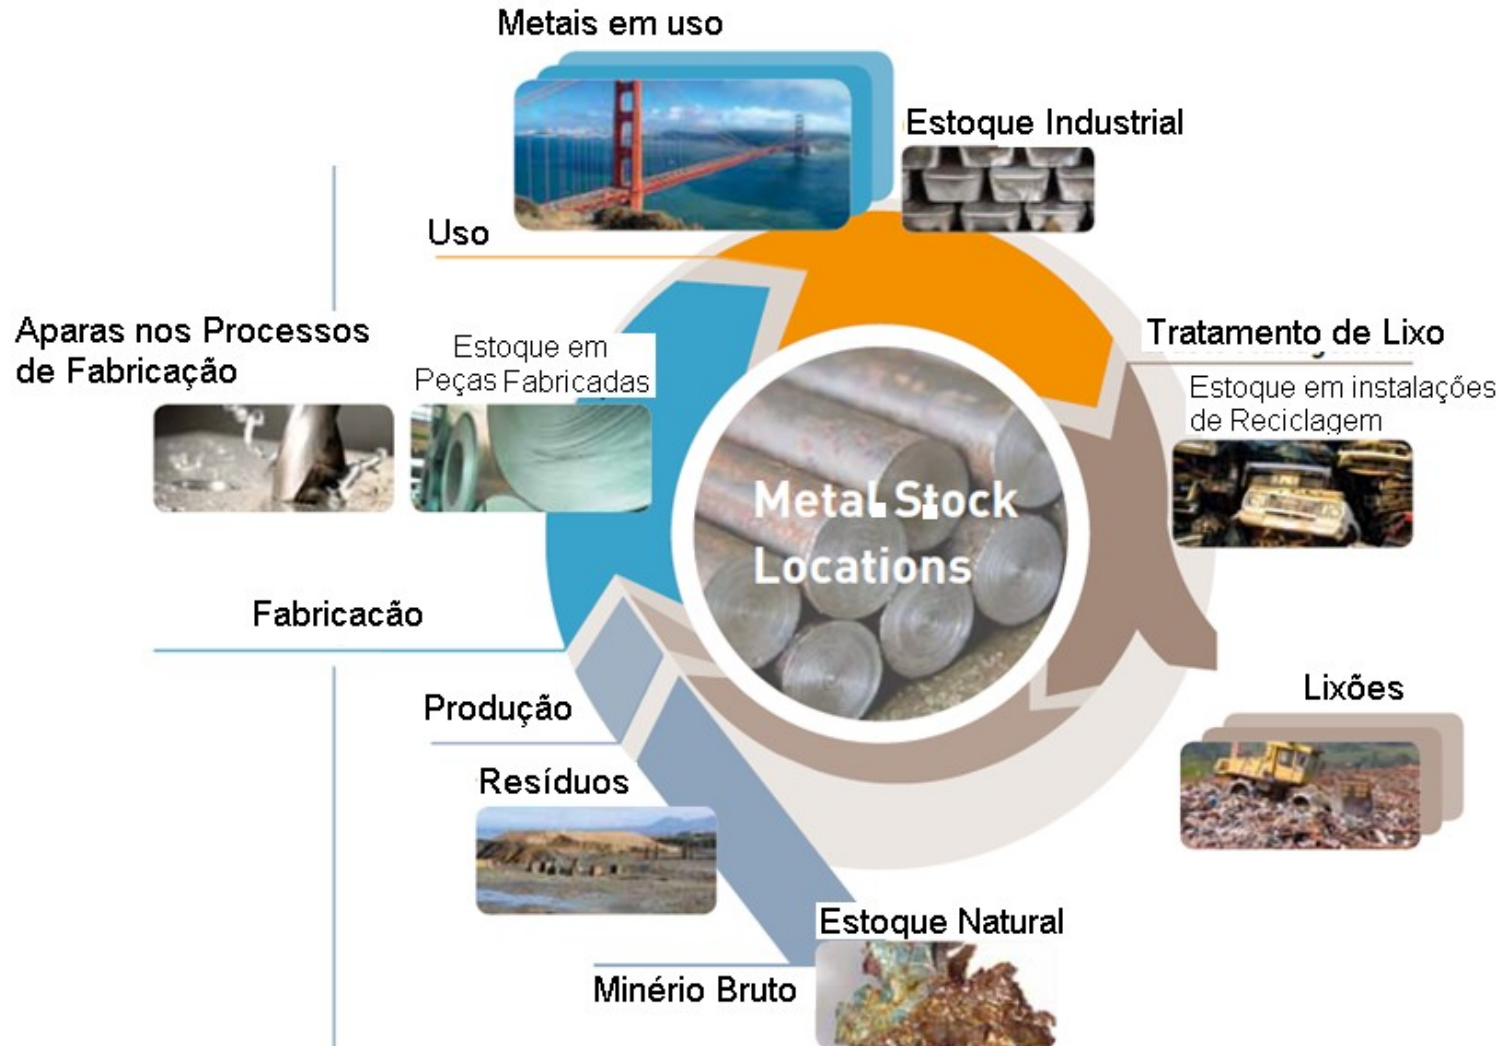 Metais em uso
Estoque Industrial
Uso
Aparas nos Processos
de Fabricação
Estoque em
Peças Fabricadas
Tratamento de Lixo
Estoque em instalações
de Reciclagem
Metal Stock
Locations
Fabricacão
Produção
Lixões
Resíduos
Estoque Natural
Minério Bruto